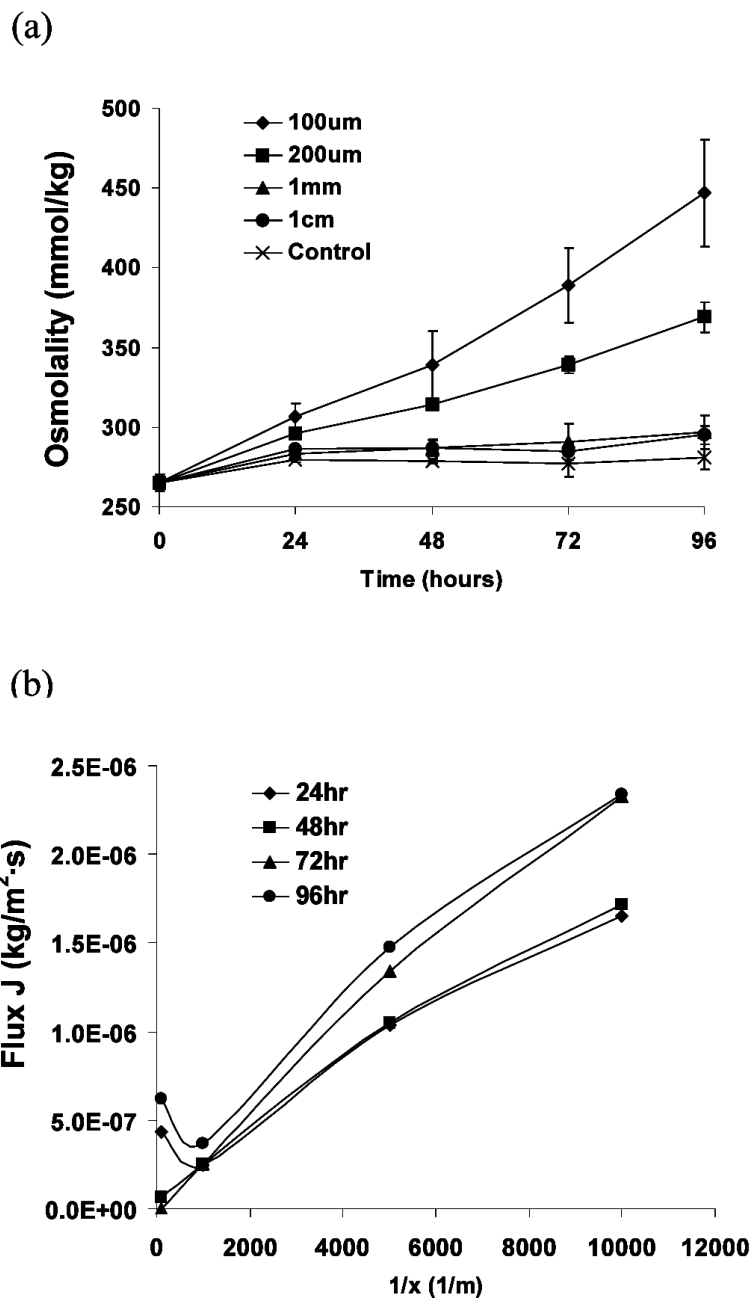 (a)
500
450
400
350
300
250
Osmolality (mmol/kg)
100um
200um
1mm
1cm
Control
0 24 48 72 96
Time (hours)
(b)
2.5E-06
2.0E-06
1.5E-06
1.0E-06
5.0E-07
0.0E+00
Flux J (kg/m²·s)
24hr
48hr
72hr
96hr
0 2000 4000 6000 8000 10000 12000
1/x (1/m)